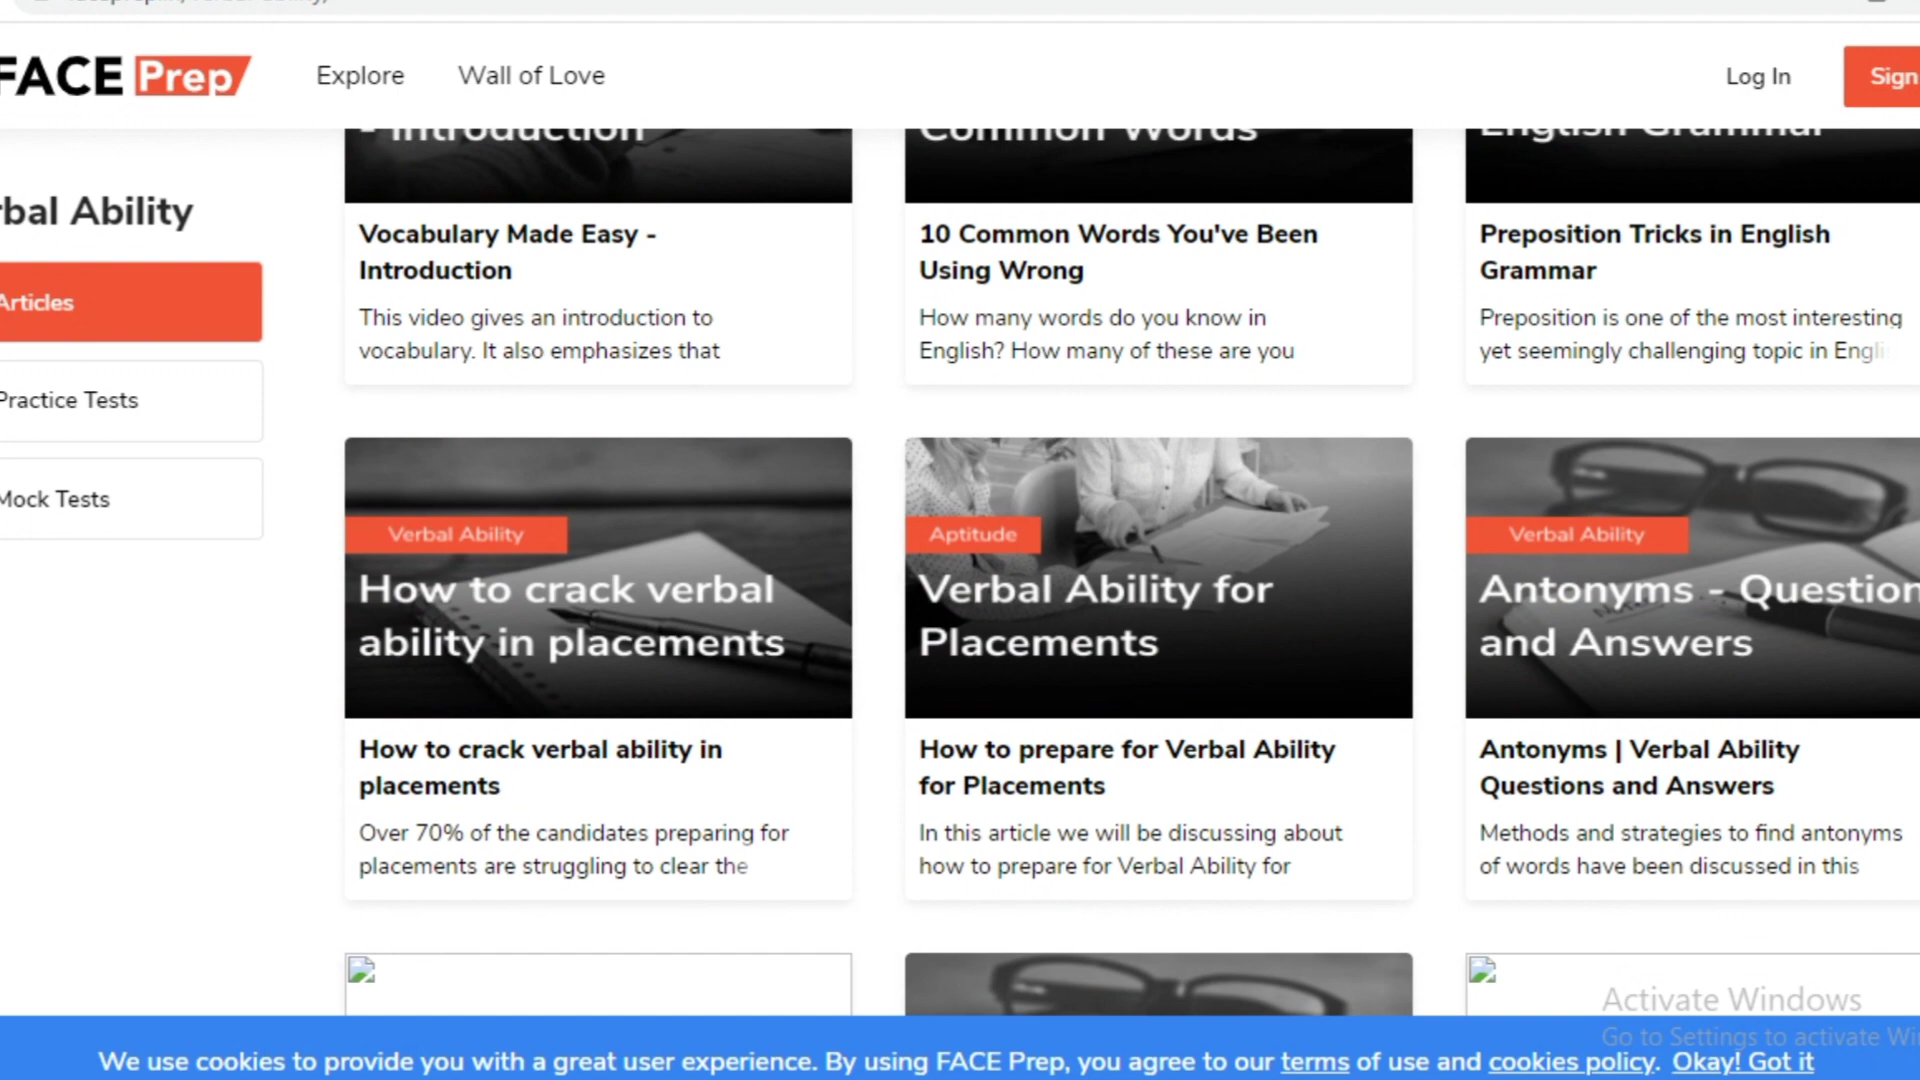 FACE Prep
Explore
Wall of Love
Log In
Sign
- Introduction
Common Words
English Grammar
bal Ability
Articles
Practice Tests
Mock Tests
Vocabulary Made Easy -
Introduction
This video gives an introduction to
vocabulary. It also emphasizes that
10 Common Words You've Been
Using Wrong
How many words do you know in
English? How many of these are you
Preposition Tricks in English
Grammar
Preposition is one of the most interesting
yet seemingly challenging topic in Engli
Verbal Ability
How to crack verbal
ability in placements
How to crack verbal ability in
placements
Over 70% of the candidates preparing for
placements are struggling to clear the
Aptitude
Verbal Ability for
Placements
How to prepare for Verbal Ability
for Placements
In this article we will be discussing about
how to prepare for Verbal Ability for
Verbal Ability
Antonyms - Question
and Answers
Antonyms | Verbal Ability
Questions and Answers
Methods and strategies to find antonyms
of words have been discussed in this
Activate Windows
Go to Settings to activate Wi
We use cookies to provide you with a great user experience. By using FACE Prep, you agree to our terms of use and cookies policy. Okay! Got it